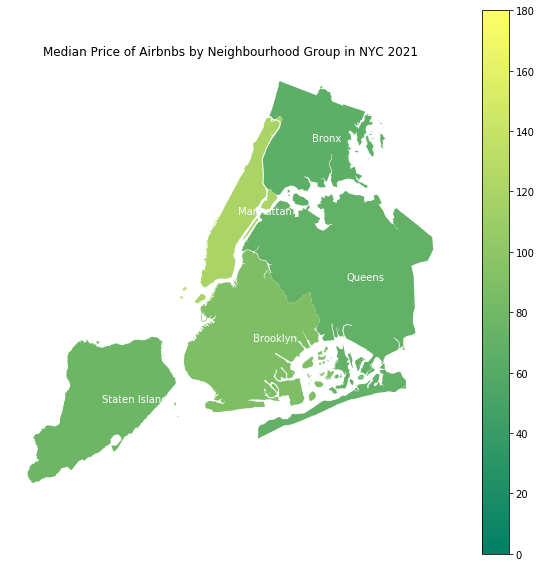 Median Price of Airbnbs by Neighbourhood Group in NYC 2021
180
160
140
120
100
80
60
40
20
0
Bronx
Manhattan
Queens
Brooklyn
Staten Island